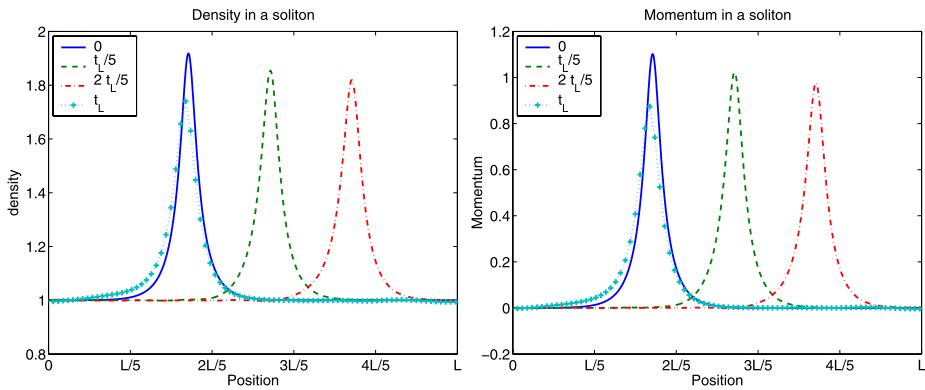 Density in a soliton
2
1.8
1.6
1.4
1.2
1
0.8
density
0
t_L/5
2 t_L/5
t_L
0
L/5
2L/5
3L/5
4L/5
L
Position
Momentum in a soliton
1.2
1
0.8
0.6
0.4
0.2
0
−0.2
Momentum
0
t_L/5
2 t_L/5
t_L
0
L/5
2L/5
3L/5
4L/5
L
Position